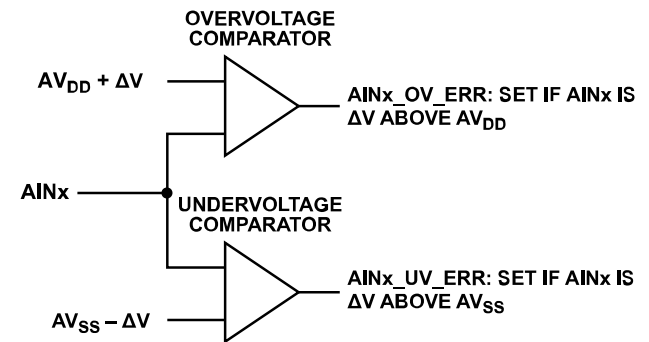 OVERVOLTAGE
COMPARATOR
AVDD + ΔV
AINx_OV_ERR: SET IF AINx IS
ΔV ABOVE AVDD
AINx
UNDERVOLTAGE
COMPARATOR
AINx_UV_ERR: SET IF AINx IS
ΔV ABOVE AVSS
AVSS – ΔV